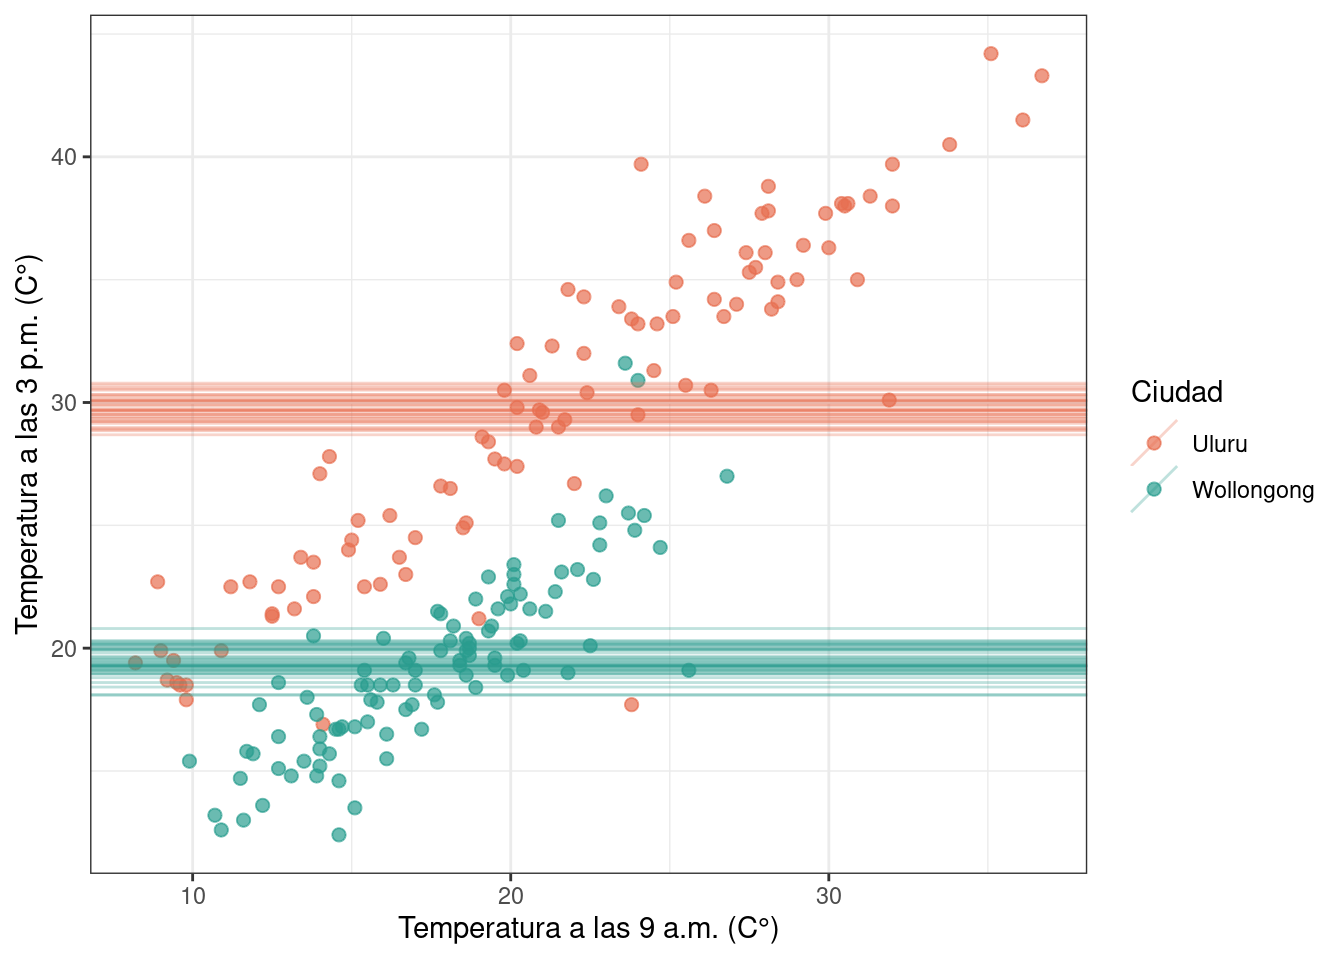 40
30
20
10
20
30
Temperatura a las 3 p.m. (C°)
Temperatura a las 9 a.m. (C°)
Ciudad
Uluru
Wollongong